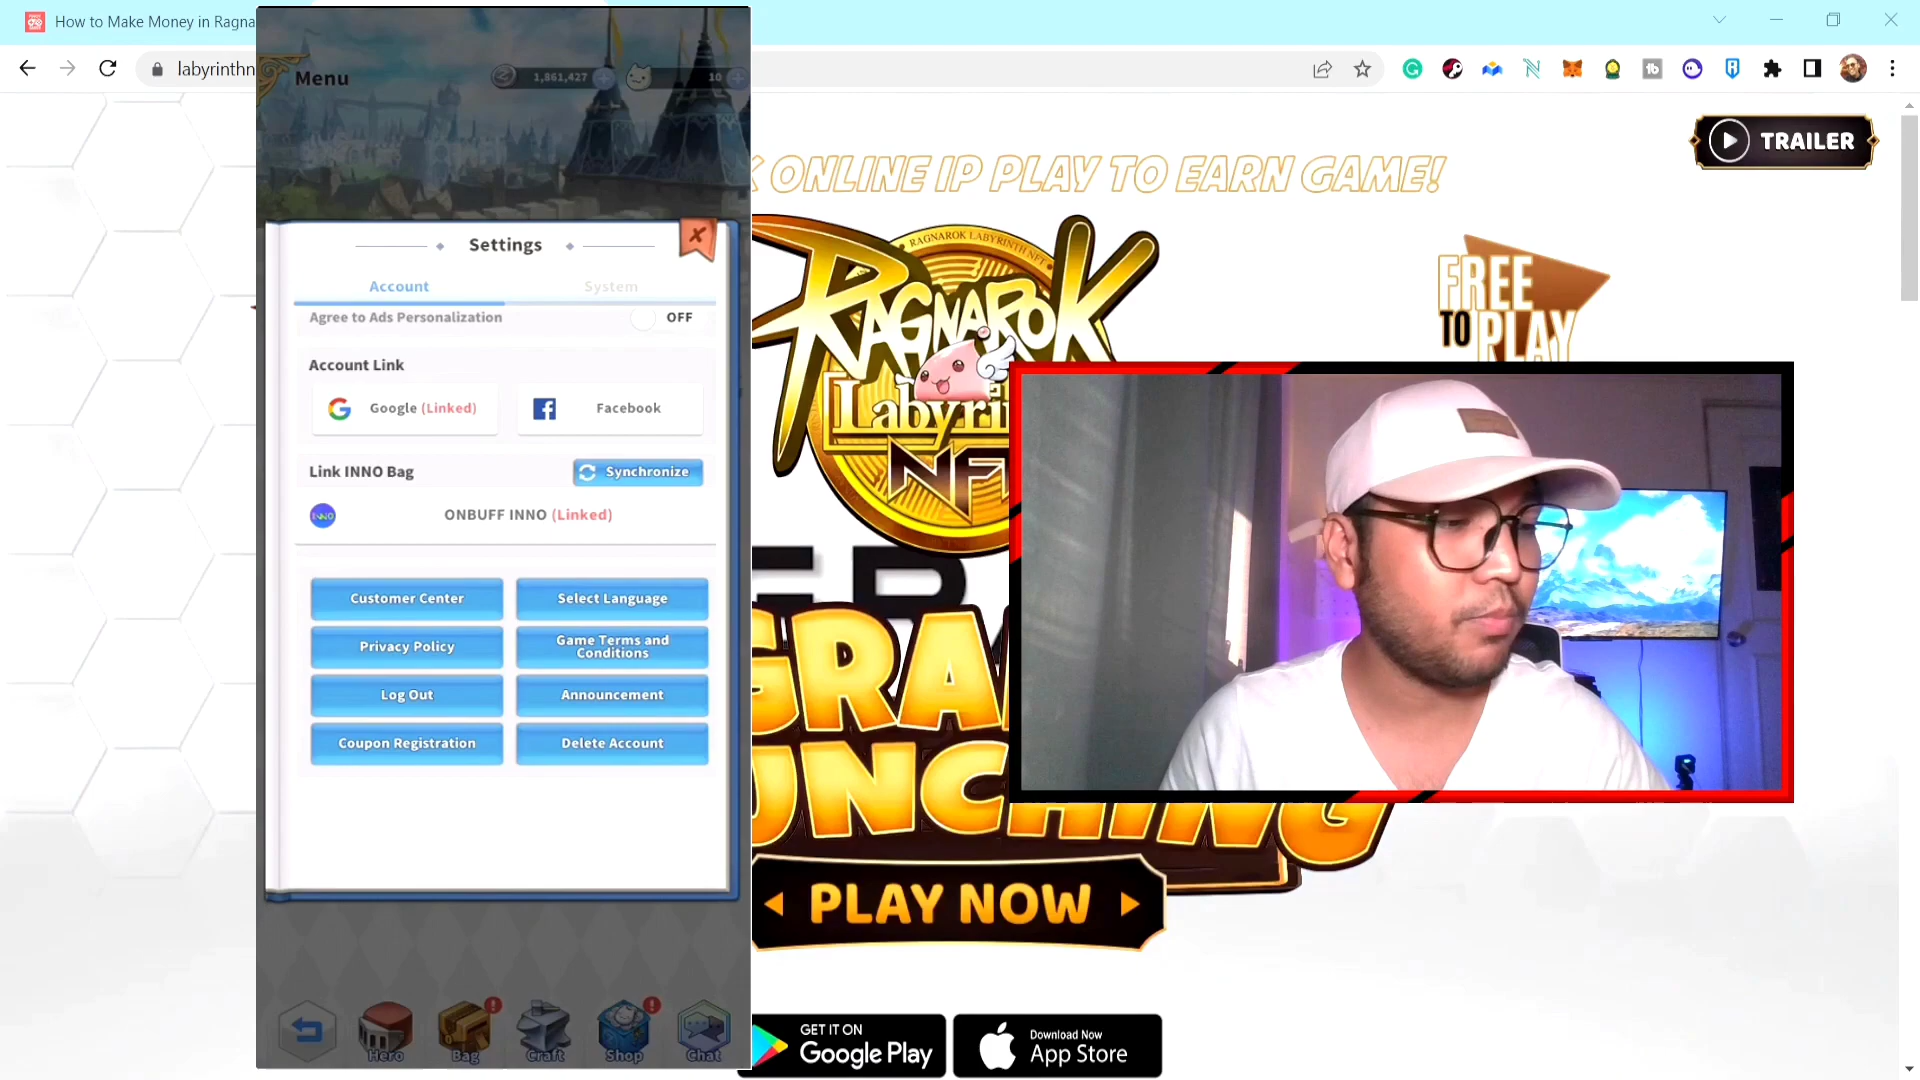 How to Make Money in Ragna
labyrinthn
TRAILER
Menu
1,861,427
10
K ONLINE IP PLAY TO EARN GAME!
Settings
Account
System
Agree to Ads Personalization
OFF
Account Link
Google (Linked)
Facebook
Link INNO Bag
Synchronize
INNO
ONBUFF INNO (Linked)
Customer Center
Select Language
Privacy Policy
Game Terms and
Conditions
Log Out
Announcement
Coupon Registration
Delete Account
Hero
Bag
Craft
Shop
Chat
RAGNAROK LABYRINTH NFT
RAGNAROK
Labyri
NF
FREE
TO PLAY
GRA
UNCHING
PLAY NOW
GET IT ON
Google Play
Download Now
App Store